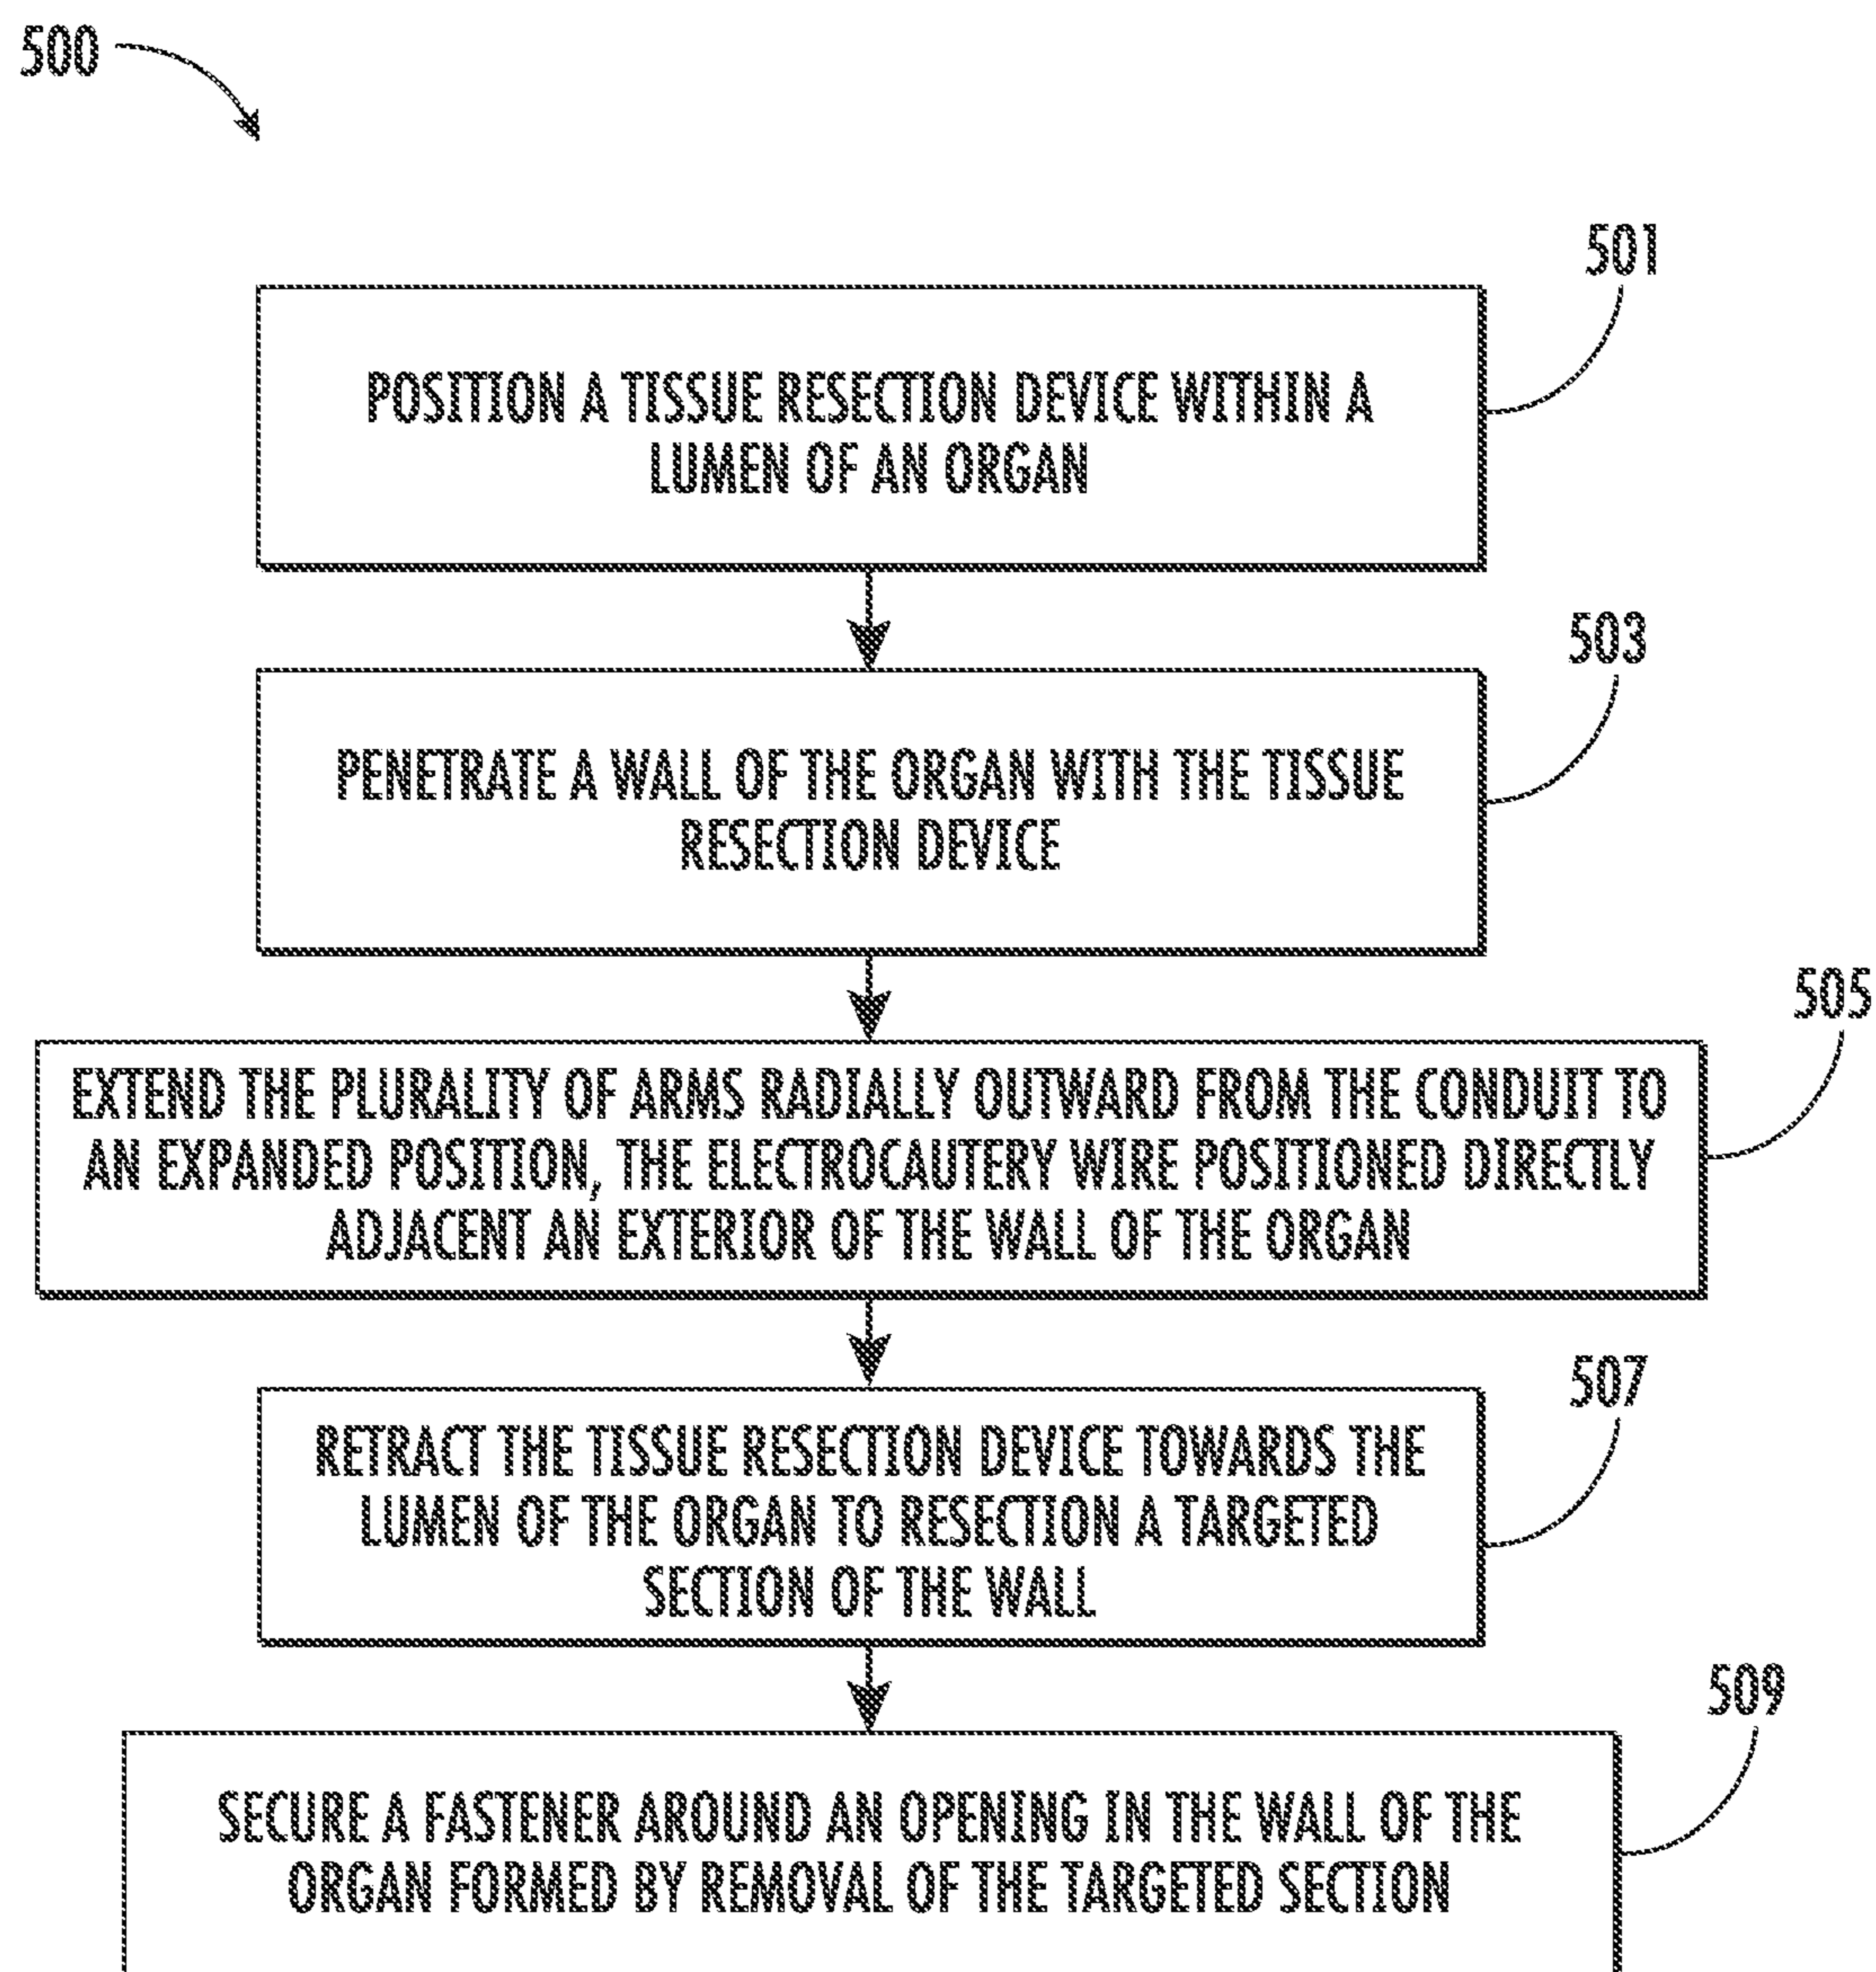 500
501
POSITION A TISSUE RESECTION DEVICE WITHIN A
LUMEN OF AN ORGAN
503
PENETRATE A WALL OF THE ORGAN WITH THE TISSUE
RESECTION DEVICE
505
EXTEND THE PLURALITY OF ARMS RADIALLY OUTWARD FROM THE CONDUIT TO
AN EXPANDED POSITION, THE ELECTROCAUTERY WIRE POSITIONED DIRECTLY
ADJACENT AN EXTERIOR OF THE WALL OF THE ORGAN
507
RETRACT THE TISSUE RESECTION DEVICE TOWARDS THE
LUMEN OF THE ORGAN TO RESECTION A TARGETED
SECTION OF THE WALL
509
SECURE A FASTENER AROUND AN OPENING IN THE WALL OF THE
ORGAN FORMED BY REMOVAL OF THE TARGETED SECTION